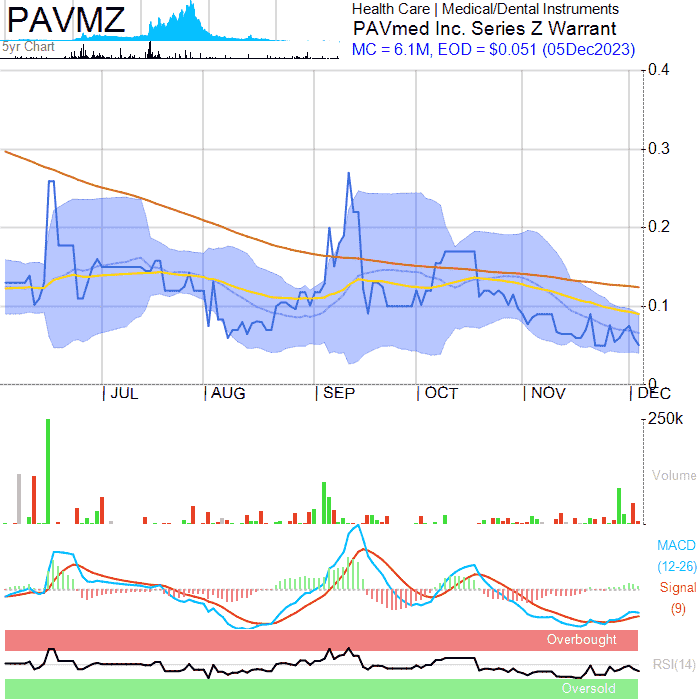 PAVMZ
5yr Chart
Health Care | Medical/Dental Instruments
PAVmed Inc. Series Z Warrant
MC = 6.1M, EOD = $0.051 (05Dec2023)
0.4
0.3
0.2
0.1
0
JUL AUG SEP OCT NOV DEC
250k
Volume
MACD
(12-26)
Signal
(9)
Overbought
RSI(14)
Oversold